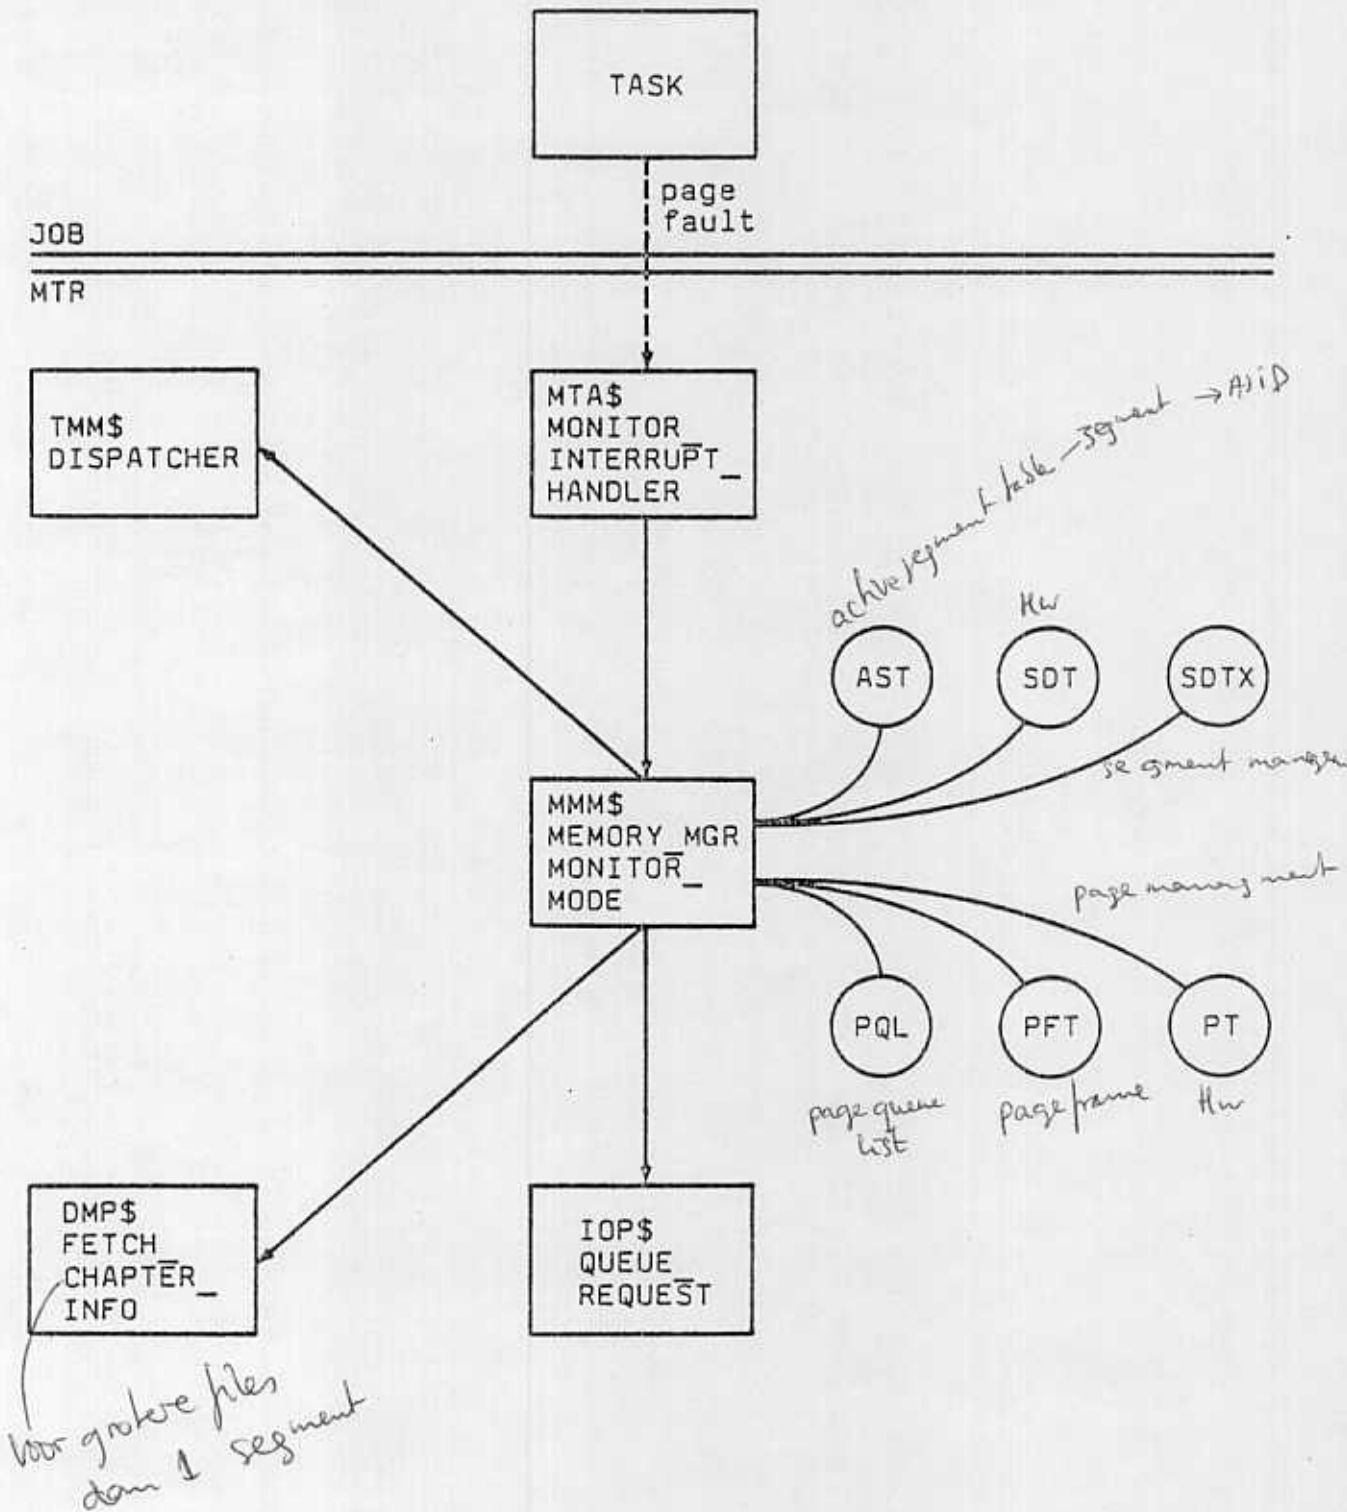 TASK
page
fault
JOB
MTR
TMM$
DISPATCHER
MTA$
MONITOR_
INTERRUPT_
HANDLER
active segment table → segment → ASID
HW
AST
SDT
SDTX
segment
MMM$
MEMORY_MGR
MONITOR_
MODE
page
PQL
PFT
PT
page queue
list
page frame
HW
DMP$
FETCH_
CHAPTER_
INFO
IOP$
QUEUE_
REQUEST
voor grotere files
dan 1 segment